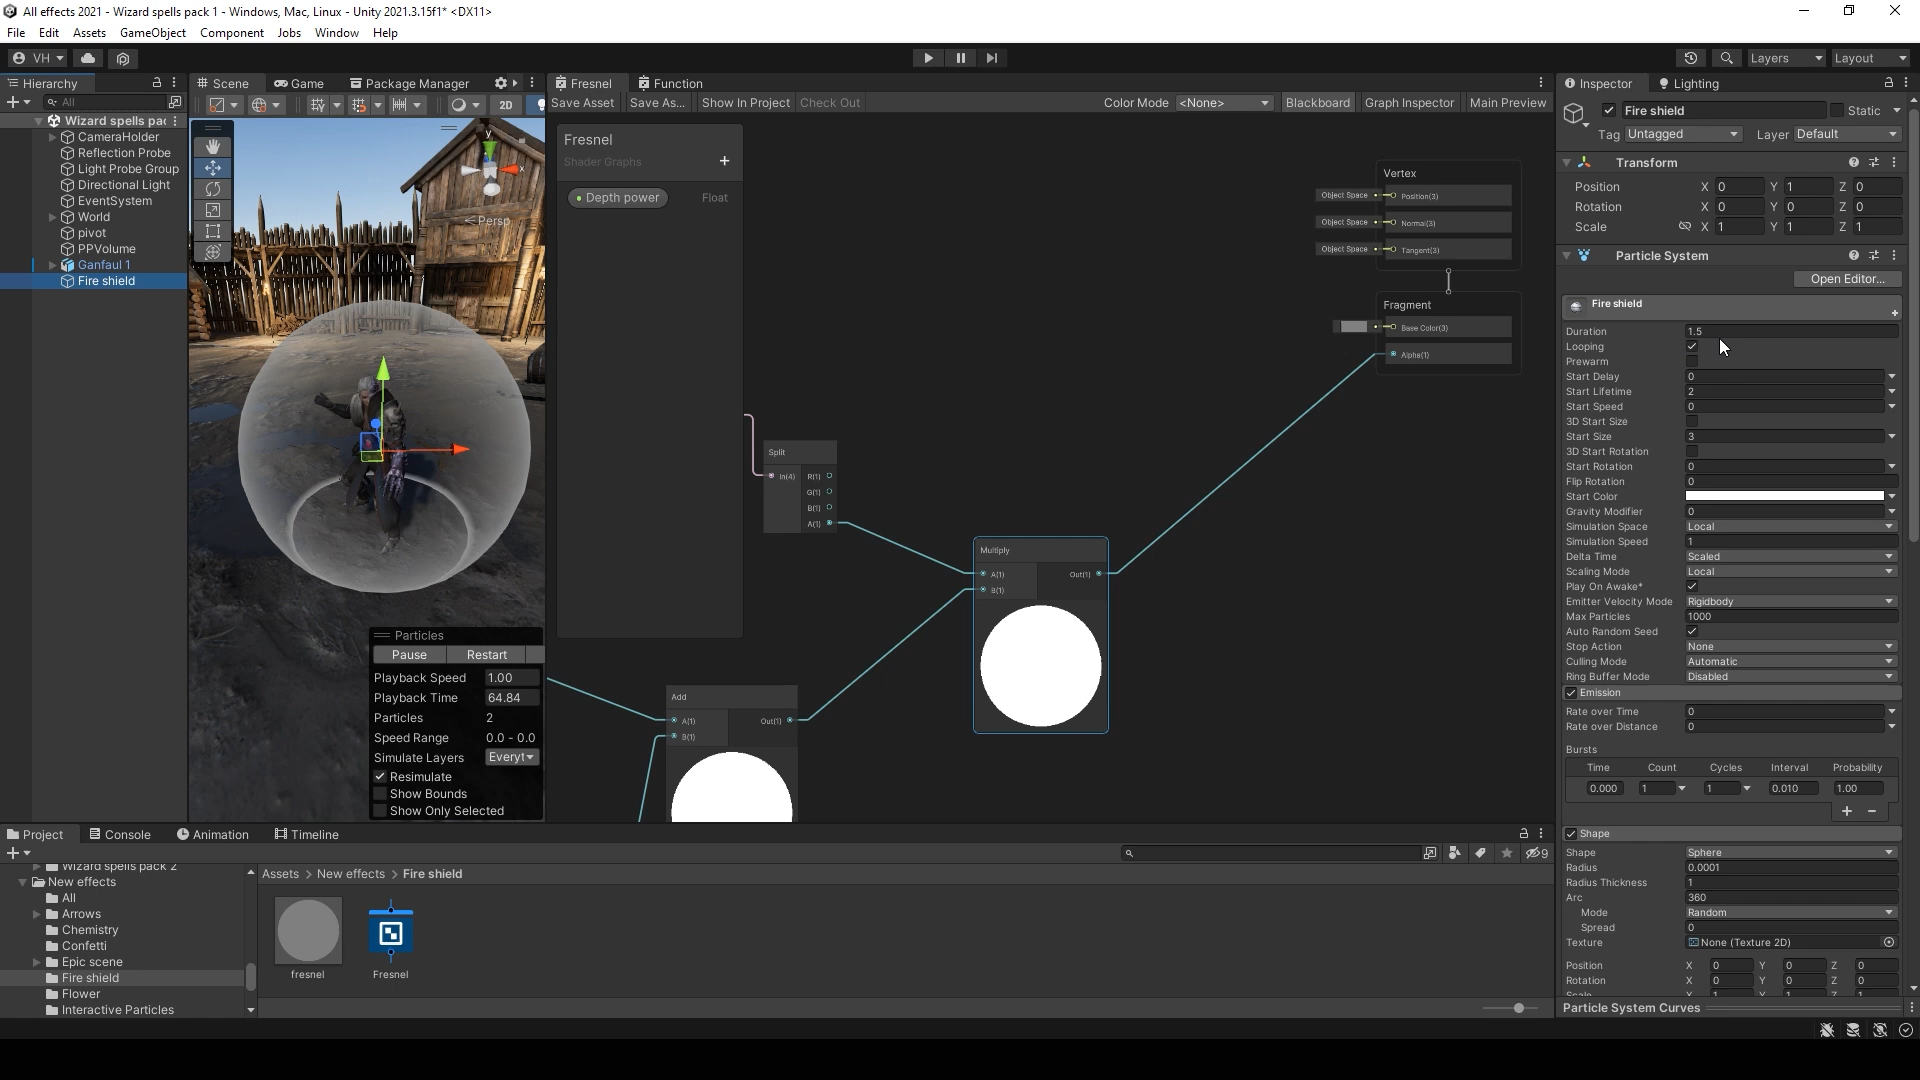 All effects 2021 - Wizard spells pack 1 - Windows, Mac, Linux - Unity 2021.3.15f1* <DX11>
File Edit Assets GameObject Component Jobs Window Help
VH Layers Layout
Hierarchy
All
Wizard spells pac
CameraHolder
Reflection Probe
Light Probe Group
Directional Light
EventSystem
World
pivot
PPVolume
Ganfaul 1
Fire shield
Scene Game Package Manager
2D
y
x
Persp
Particles
Pause Restart
Playback Speed 1.00
Playback Time 64.84
Particles 2
Speed Range 0.0 - 0.0
Simulate Layers Everyt
Resimulate
Show Bounds
Show Only Selected
Fresnel Function
Save Asset Save As... Show In Project Check Out Color Mode <None> Blackboard Graph Inspector Main Preview
Fresnel
Shader Graphs
Depth power Float
Vertex
Object Space Position(3)
Object Space Normal(3)
Object Space Tangent(3)
Fragment
Base Color(3)
Alpha(1)
Split
In(4) R(1)
G(1)
B(1)
A(1)
Multiply
A(1) Out(1)
B(1)
Add
A(1) Out(1)
B(1)
Inspector Lighting
Fire shield Static
Tag Untagged Layer Default
Transform
Position X 0 Y 1 Z 0
Rotation X 0 Y 0 Z 0
Scale X 1 Y 1 Z 1
Particle System
Open Editor...
Fire shield
Duration 1.5
Looping
Prewarm
Start Delay 0
Start Lifetime 2
Start Speed 0
3D Start Size
Start Size 3
3D Start Rotation
Start Rotation 0
Flip Rotation 0
Start Color
Gravity Modifier 0
Simulation Space Local
Simulation Speed 1
Delta Time Scaled
Scaling Mode Local
Play On Awake*
Emitter Velocity Mode Rigidbody
Max Particles 1000
Auto Random Seed
Stop Action None
Culling Mode Automatic
Ring Buffer Mode Disabled
Emission
Rate over Time 0
Rate over Distance 0
Bursts
Time Count Cycles Interval Probability
0.000 1 1 0.010 1.00
Shape
Shape Sphere
Radius 0.0001
Radius Thickness 1
Arc 360
Mode Random
Spread 0
Texture None (Texture 2D)
Position X 0 Y 0 Z 0
Rotation X 0 Y 0 Z 0
Scale X 1 Y 1 Z 1
Particle System Curves
Project Console Animation Timeline
9
Wizard spells pack 2
New effects
All
Arrows
Chemistry
Confetti
Epic scene
Fire shield
Flower
Interactive Particles
Assets > New effects > Fire shield
fresnel
Fresnel